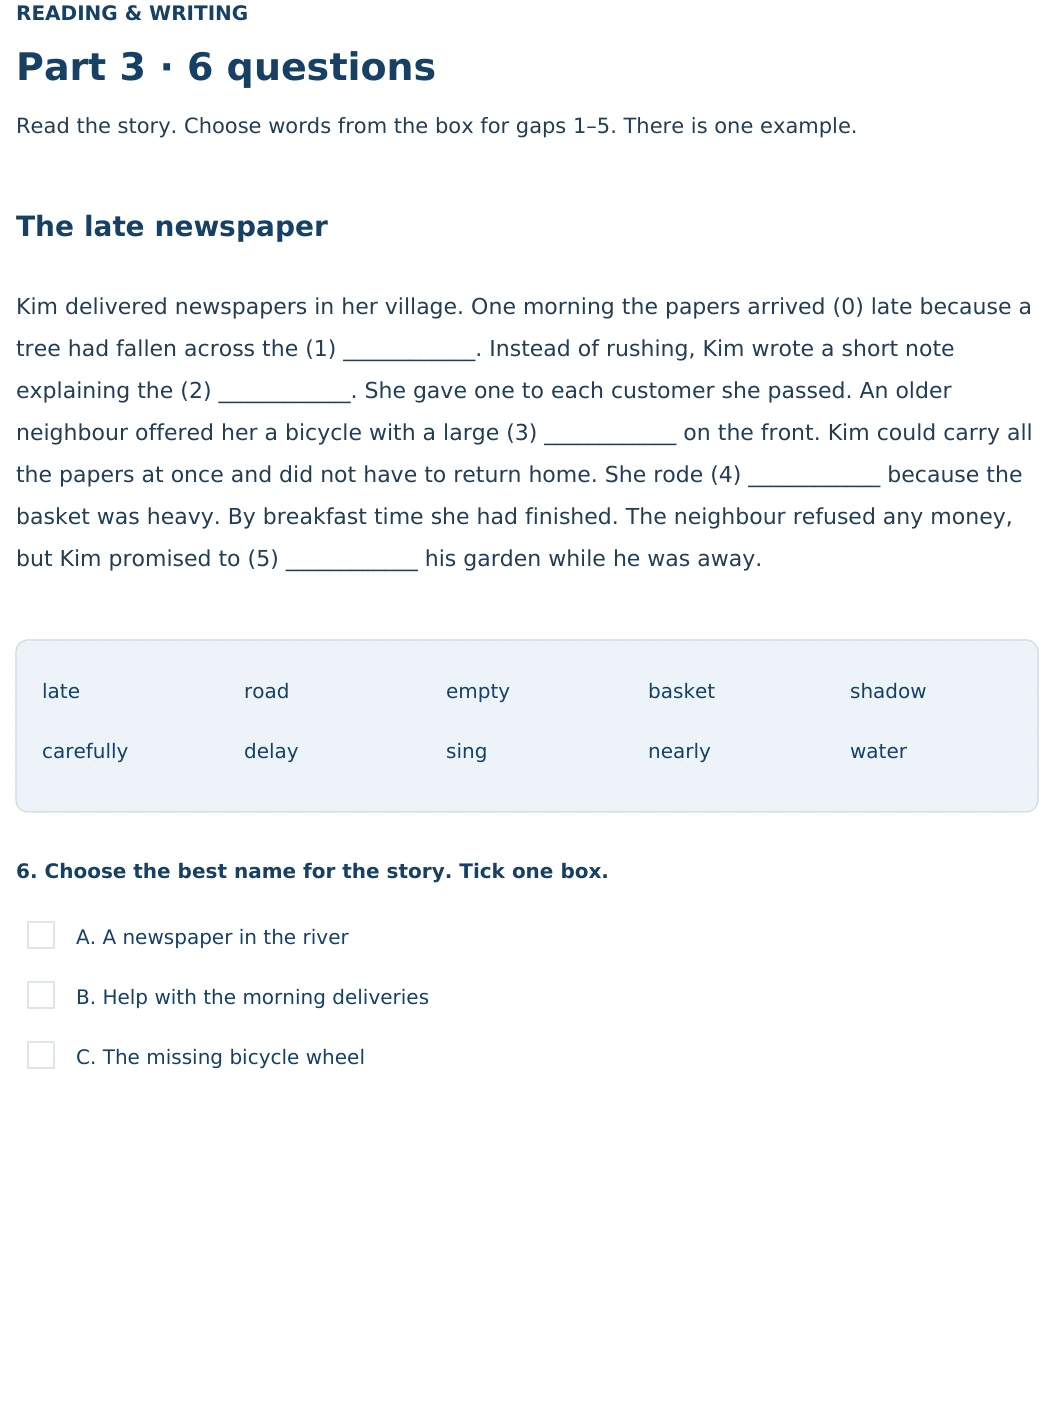 READING & WRITING
Part 3 · 6 questions
Read the story. Choose words from the box for gaps 1–5. There is one example.
The late newspaper
Kim delivered newspapers in her village. One morning the papers arrived (0) late because a
tree had fallen across the (1) ____________. Instead of rushing, Kim wrote a short note
explaining the (2) ____________. She gave one to each customer she passed. An older
neighbour offered her a bicycle with a large (3) ____________ on the front. Kim could carry all
the papers at once and did not have to return home. She rode (4) ____________ because the
basket was heavy. By breakfast time she had finished. The neighbour refused any money,
but Kim promised to (5) ____________ his garden while he was away.
late road empty basket shadow
carefully delay sing nearly water
6. Choose the best name for the story. Tick one box.
A. A newspaper in the river
B. Help with the morning deliveries
C. The missing bicycle wheel